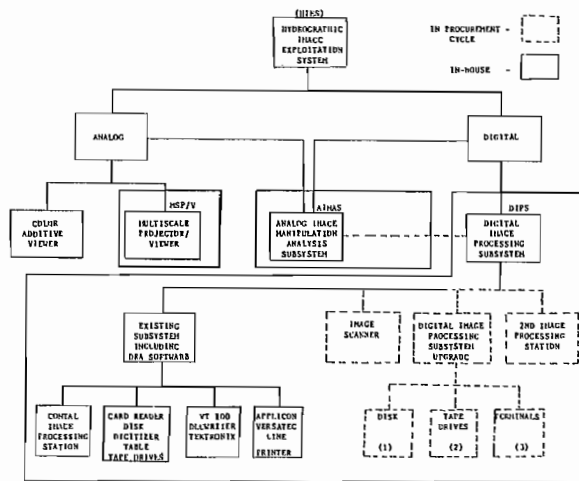 (HIES)
HYDROGRAPHIC
IMAGE
EXPLOITATION
SYSTEM
IN PROCUREMENT
CYCLE
-
IN-HOUSE -
ANALOG
DIGITAL
MSP/V
AIMAS
DIPS
COLOR
ADDITIVE
VIEWER
MULTISCALE
PROJECTOR/
VIEWER
ANALOG IMAGE
MANIPULATION
ANALYSIS
SUBSYSTEM
DIGITAL
IMAGE
PROCESSING
SUBSYSTEM
EXISTING
SUBSYSTEM
INCLUDING
DBA SOFTWARE
IMAGE
SCANNER
DIGITAL IMAGE
PROCESSING
SUBSYSTEM
UPGRADE
2ND IMAGE
PROCESSING
STATION
COMTAL
IMAGE
PROCESSING
STATION
CARD READER
DISK
DIGITIZER
TABLE
TAPE DRIVES
VT 100
DECWRITER
TEKTRONIX
APPLICON
VERSATEC
LINE
PRINTER
DISK
(1)
TAPE
DRIVES
(2)
TERMINALS
(3)